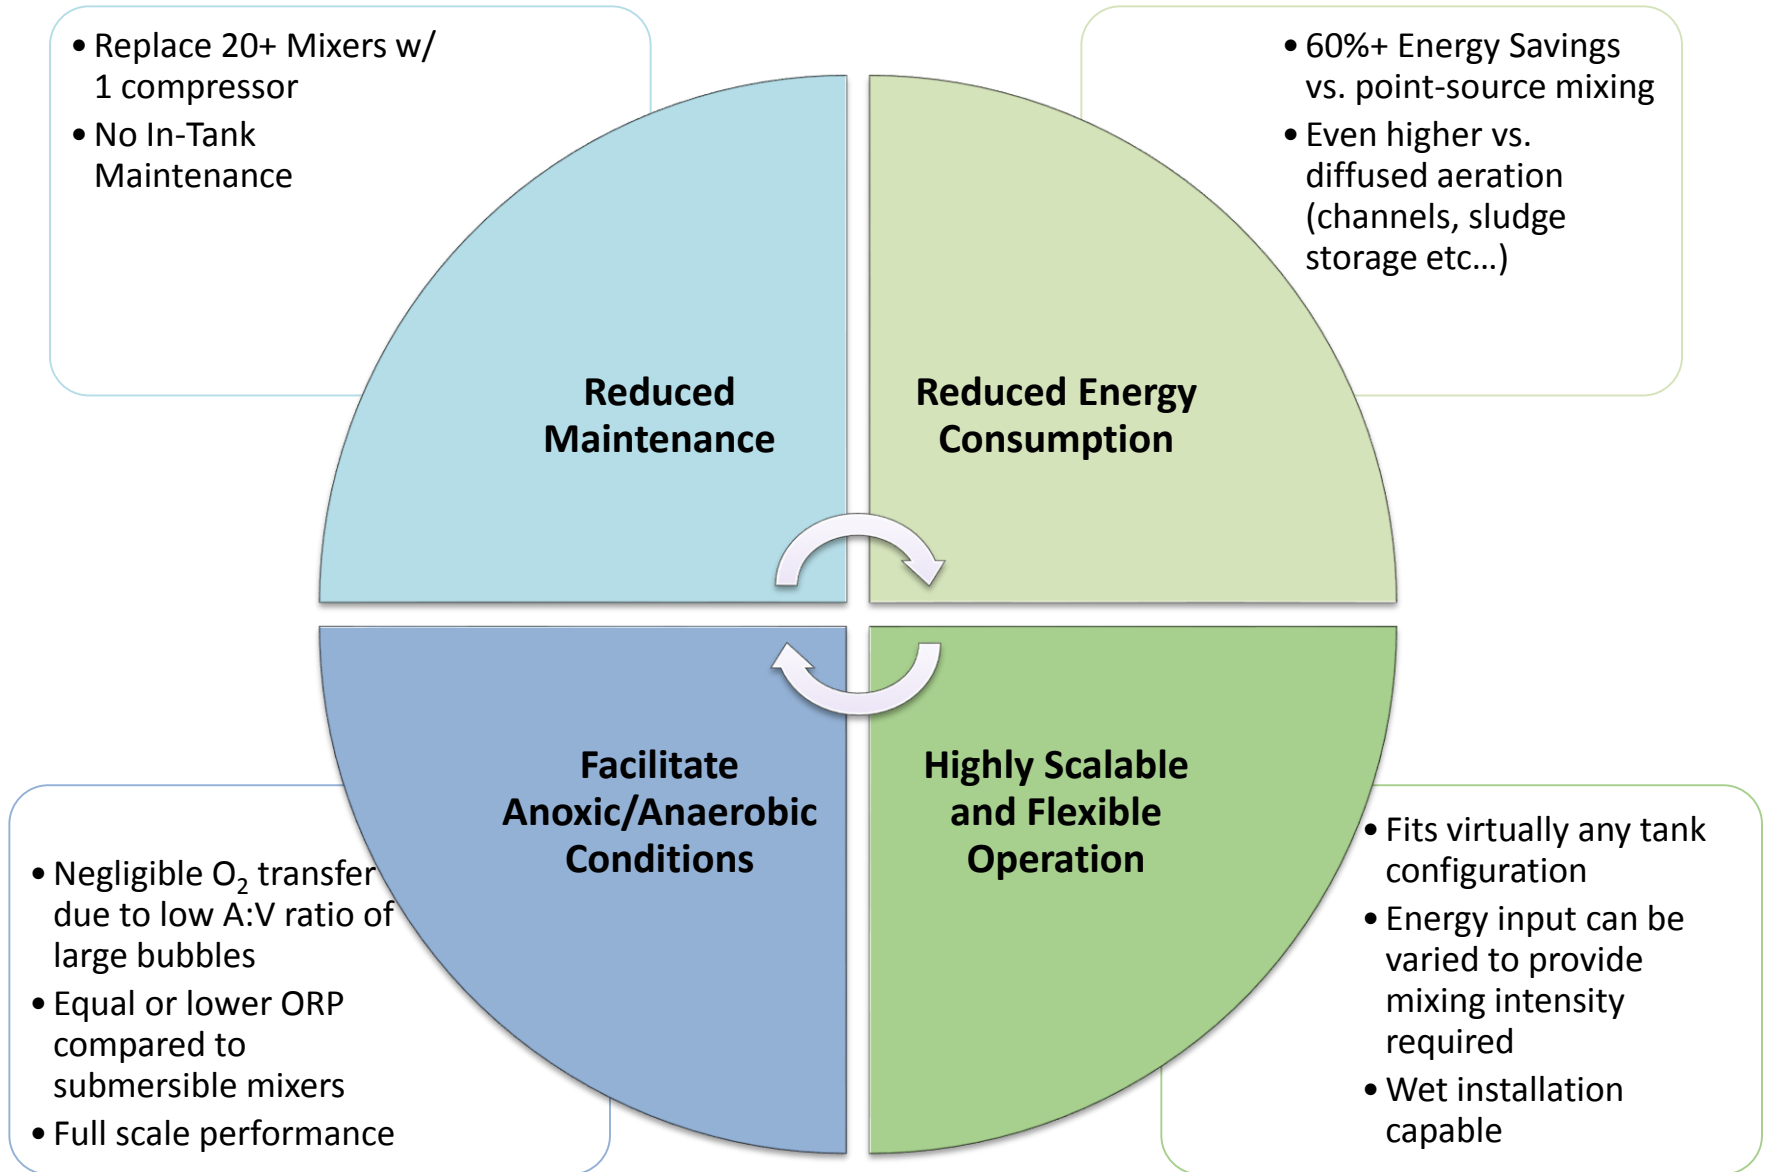 • Replace 20+ Mixers w/
1 compressor
• No In-Tank
Maintenance
• 60%+ Energy Savings
vs. point-source mixing
• Even higher vs.
diffused aeration
(channels, sludge
storage etc…)
Reduced
Maintenance
Reduced Energy
Consumption
Facilitate
Anoxic/Anaerobic
Conditions
Highly Scalable
and Flexible
Operation
• Negligible O₂ transfer
due to low A:V ratio of
large bubbles
• Equal or lower ORP
compared to
submersible mixers
• Full scale performance
• Fits virtually any tank
configuration
• Energy input can be
varied to provide
mixing intensity
required
• Wet installation
capable